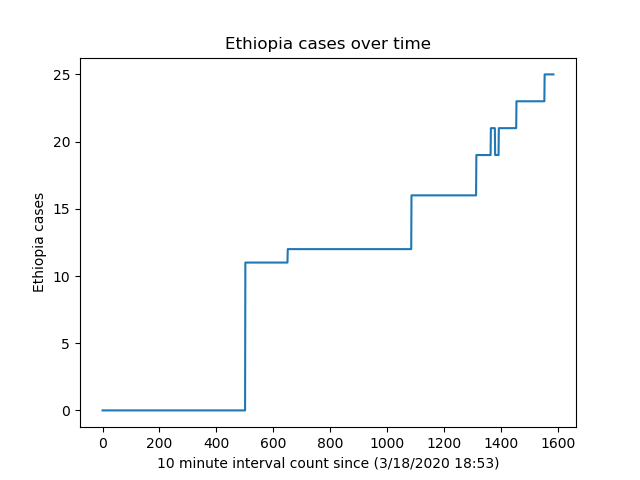 Ethiopia cases over time
Ethiopia cases
25
20
15
10
5
0
0 200 400 600 800 1000 1200 1400 1600
10 minute interval count since (3/18/2020 18:53)